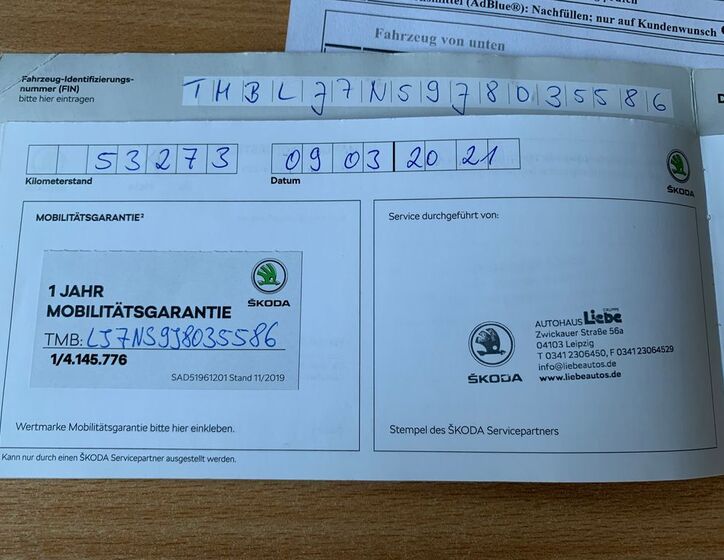 (AdBlue®): Nachfüllen; nur auf Kundenwunsch
Fahrzeug von unten
Fahrzeug-Identifizierungs-
nummer (FIN)
bitte hier eintragen
TMBLJ7NS9J8035586
53273
09 03 20 21
Kilometerstand
Datum
ŠKODA
MOBILITÄTSGARANTIE²
Service durchgeführt von:
1 JAHR
MOBILITÄTSGARANTIE
ŠKODA
TMB: LJ7NS9J8035586
1/4.145.776
SAD51961201 Stand 11/2019
GRUPPE
AUTOHAUS Liebe
Zwickauer Straße 56a
04103 Leipzig
T 0341 2306450, F 0341 23064529
info@liebeautos.de
www.liebeautos.de
ŠKODA
Wertmarke Mobilitätsgarantie bitte hier einkleben.
Stempel des ŠKODA Servicepartners
Kann nur durch einen ŠKODA Servicepartner ausgestellt werden.